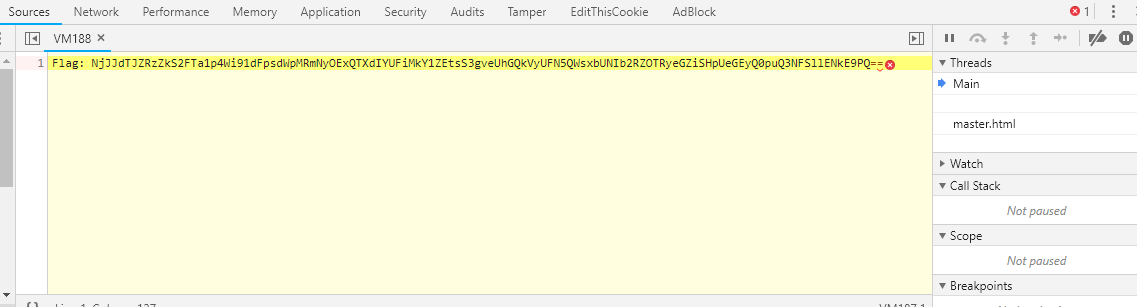 Sources Network Performance Memory Application Security Audits Tamper EditThisCookie AdBlock 1
VM188
1 Flag: NjJJdTJZRzZkS2FTa1p4Wi91dFpsdWpMRmNyOExQTXdIYUFiMkY1ZEtsS3gveUhGQkVyUFN5QWsxbUNIb2RZOTRyeGZiSHpUeGEyQ0puQ3NFSllENkE9PQ==
Threads
Main
master.html
Watch
Call Stack
Not paused
Scope
Not paused
Breakpoints